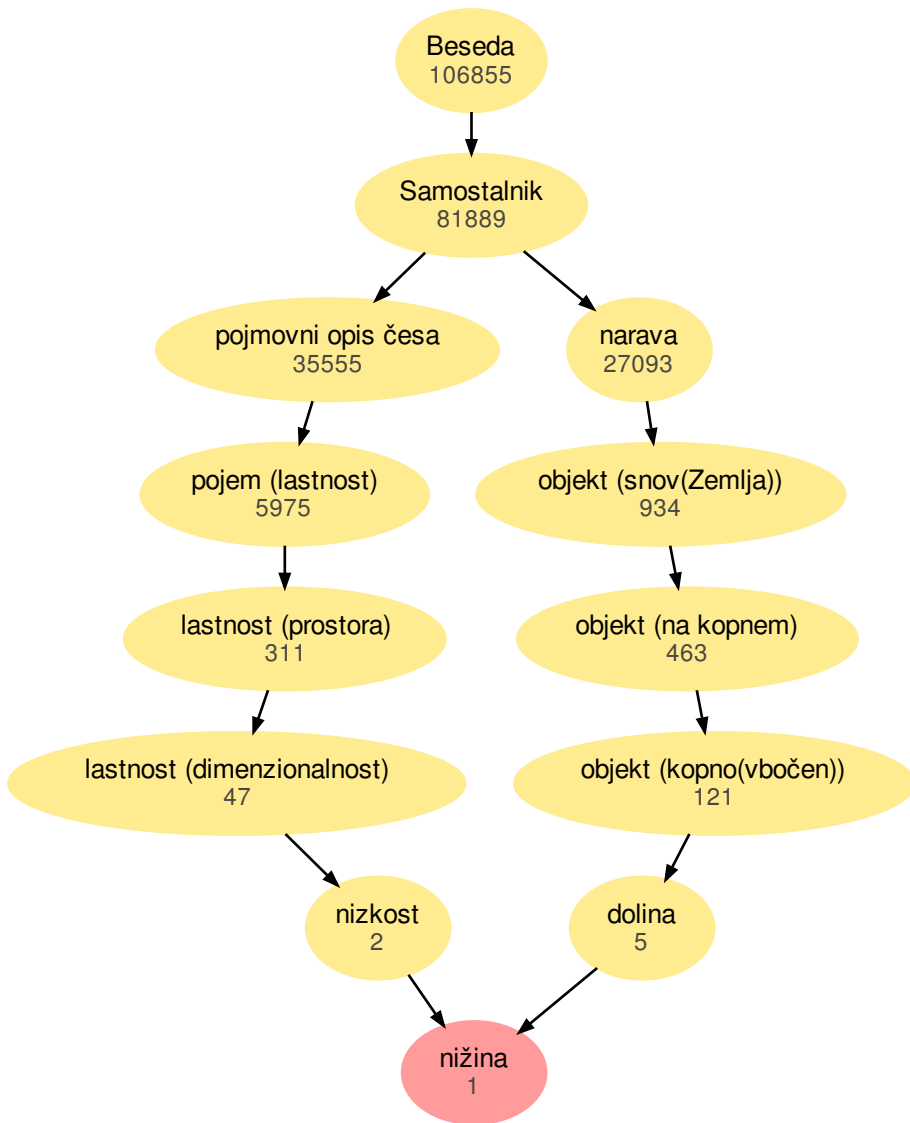 Beseda
106855
Samostalnik
81889
pojmovni opis česa
35555
narava
27093
pojem (lastnost)
5975
objekt (snov(Zemlja))
934
lastnost (prostora)
311
objekt (na kopnem)
463
lastnost (dimenzionalnost)
47
objekt (kopno(vbočen))
121
nizkost
2
dolina
5
nižina
1